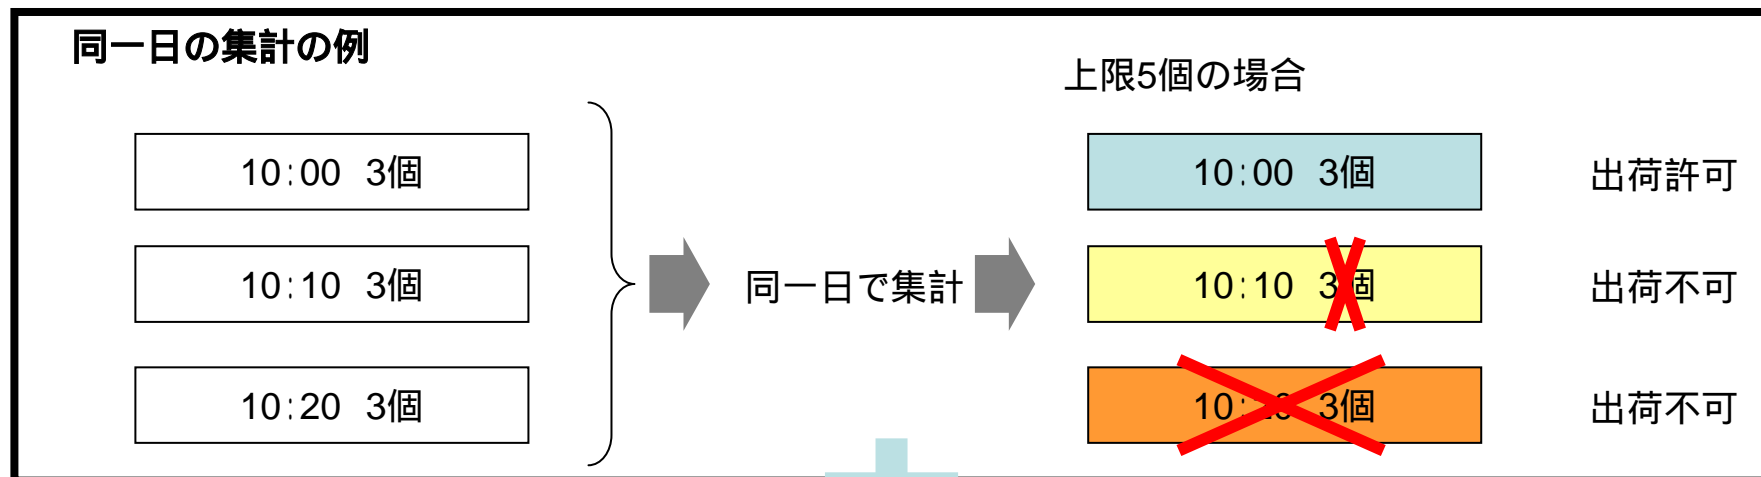 同一日の集計の例
上限5個の場合
10:00 3個
10:00 3個
出荷許可
10:10 3個
同一日で集計
10:10 3個
出荷不可
10:20 3個
10:20 3個
出荷不可